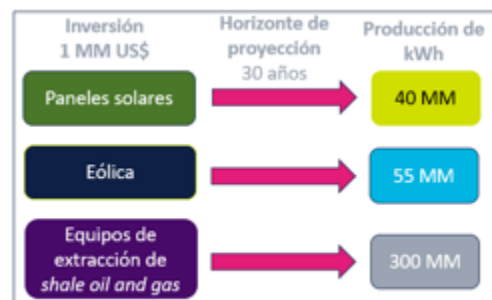 Inversión
1 MM US$
Horizonte de
proyección
30 años
Producción de
kWh
Paneles solares
40 MM
Eólica
55 MM
Equipos de
extracción de
shale oil and gas
300 MM